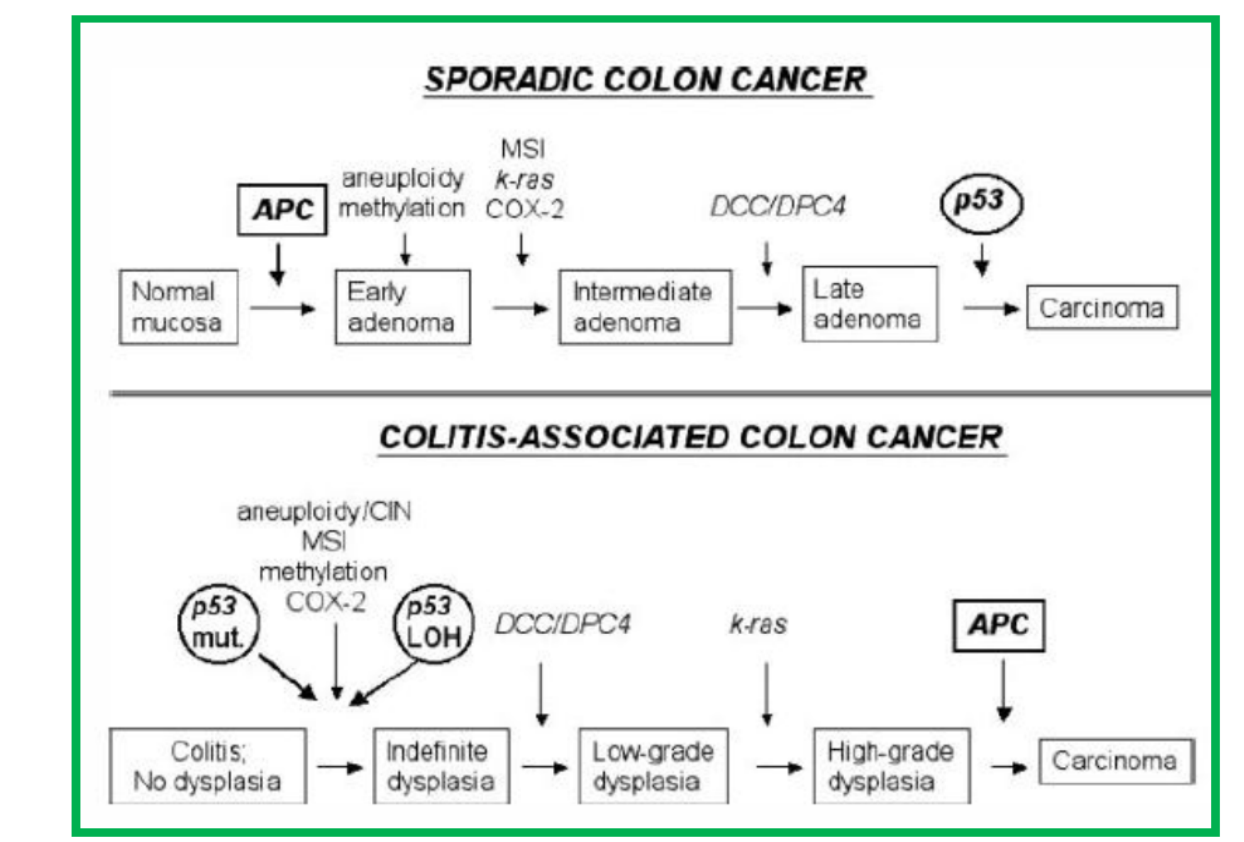 SPORADIC COLON CANCER
MSI
aneuploidy k-ras
APC methylation COX-2 DCC/DPC4 p53
Normal Early Intermediate Late Carcinoma
mucosa adenoma adenoma adenoma
COLITIS-ASSOCIATED COLON CANCER
aneuploidy/CIN
MSI
methylation
p53 COX-2 p53 DCC/DPC4 k-ras APC
mut. LOH
Colitis; Indefinite Low-grade High-grade Carcinoma
No dysplasia dysplasia dysplasia dysplasia